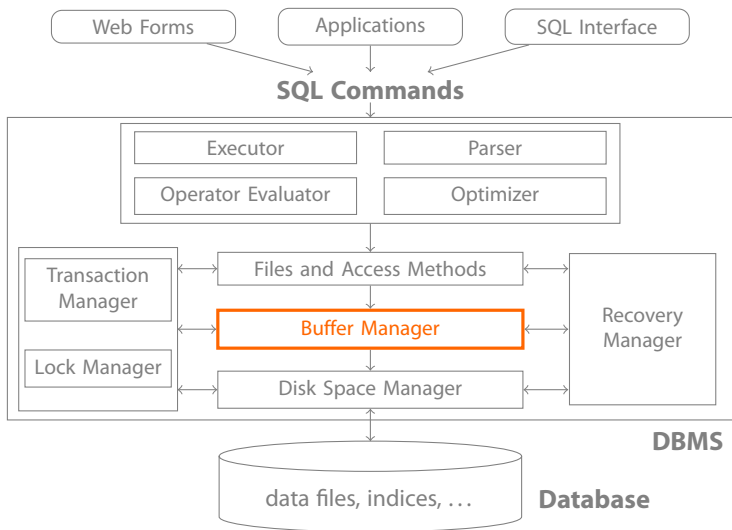 Web Forms
Applications
SQL Interface
SQL Commands
Executor
Parser
Operator Evaluator
Optimizer
Transaction
Manager
Lock Manager
Files and Access Methods
Buffer Manager
Disk Space Manager
Recovery
Manager
DBMS
data files, indices, …
Database